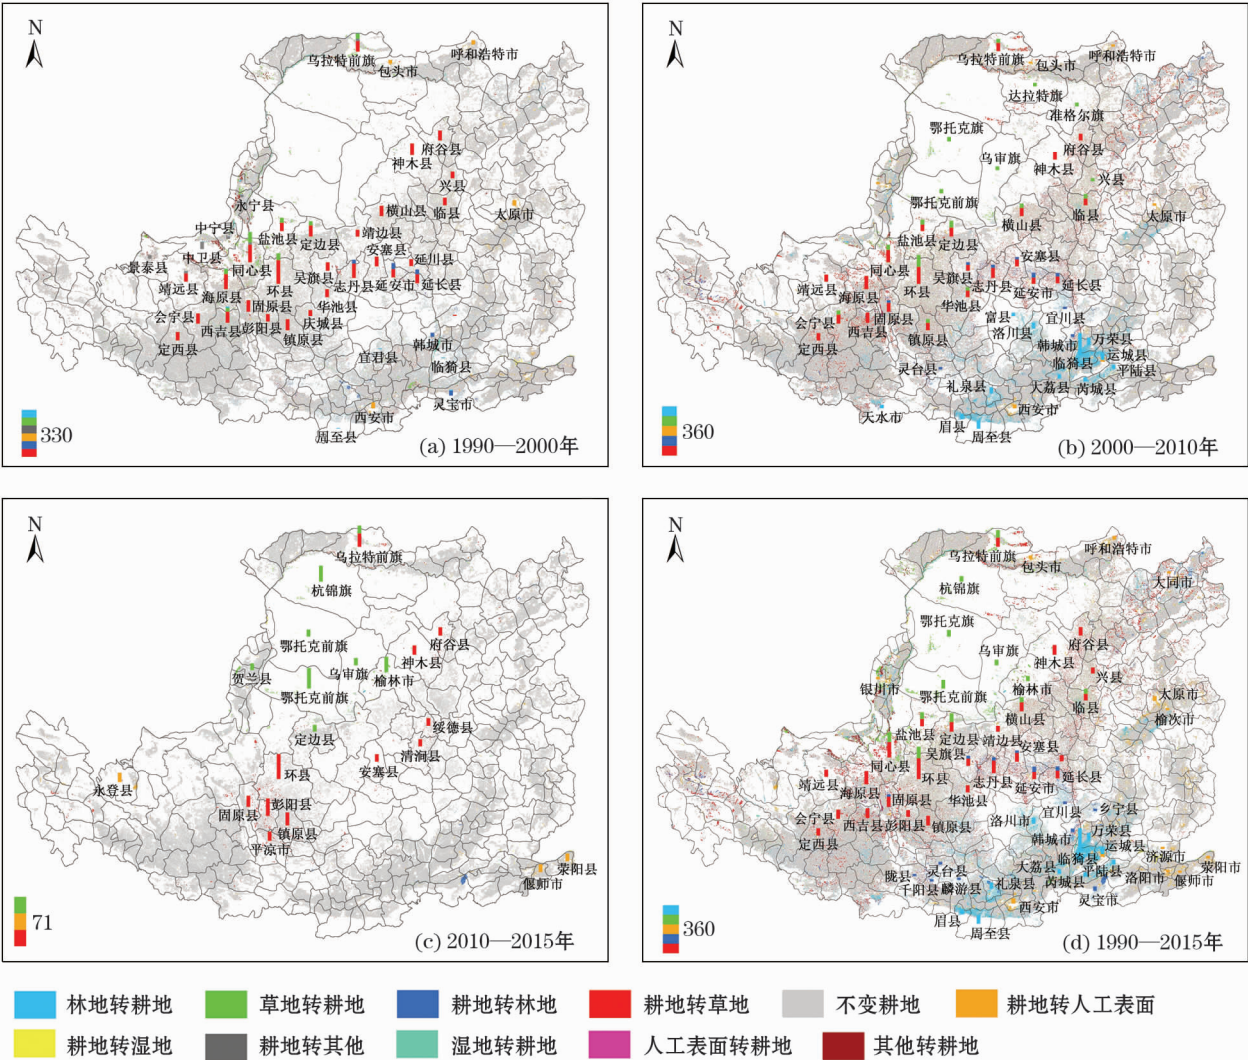 N
乌拉特前旗
呼和浩特市
包头市
府谷县
神木县
兴县
临县
太原市
横山县
永宁县
中宁县
中卫县
景泰县
靖远县
盐池县
定边县
靖边县
安塞县
延川县
同心县
环县
吴旗县
志丹县
延安市
延长县
海原县
固原县
华池县
会宁县
西吉县
彭阳县
镇原县
庆城县
定西县
韩城市
宜君县
临猗县
灵宝市
西安市
周至县
330
(a) 1990—2000年
N
乌拉特前旗
呼和浩特市
包头市
达拉特旗
准格尔旗
鄂托克旗
府谷县
乌审旗
神木县
兴县
鄂托克前旗
临县
太原市
横山县
盐池县
定边县
安塞县
同心县
环县
吴旗县
志丹县
延安市
延长县
靖远县
海原县
华池县
会宁县
西吉县
固原县
镇原县
富县
宜川县
洛川县
定西县
韩城市
万荣县
运城县
临猗县
平陆县
灵台县
礼泉县
大荔县
芮城县
天水市
西安市
眉县
周至县
360
(b) 2000—2010年
N
乌拉特前旗
杭锦旗
鄂托克前旗
府谷县
神木县
乌审旗
榆林市
贺兰县
鄂托克前旗
绥德县
定边县
清涧县
安塞县
环县
永登县
彭阳县
固原县
镇原县
平凉市
荥阳县
偃师市
71
(c) 2010—2015年
N
乌拉特前旗
呼和浩特市
包头市
大同市
杭锦旗
鄂托克旗
府谷县
神木县
乌审旗
兴县
银川市
鄂托克前旗
榆林市
太原市
临县
横山县
榆次市
盐池县
定边县
靖边县
吴旗县
安塞县
同心县
环县
志丹县
延安市
延长县
靖远县
海原县
固原县
华池县
会宁县
西吉县
彭阳县
镇原县
宜川县
乡宁县
洛川市
定西县
韩城市
万荣县
运城县
临猗县
济源市
荥阳市
陇县
灵台县
大荔县
平陆县
千阳县
麟游县
礼泉县
芮城县
洛阳市
偃师市
灵宝市
西安市
眉县
周至县
360
(d) 1990—2015年
林地转耕地
草地转耕地
耕地转林地
耕地转草地
不变耕地
耕地转人工表面
耕地转湿地
耕地转其他
湿地转耕地
人工表面转耕地
其他转耕地